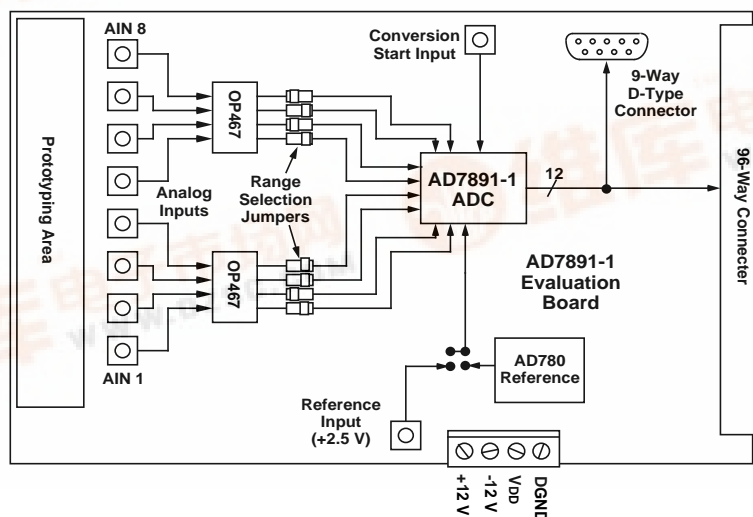 AIN 8
Conversion
Start Input
9-Way
D-Type
Connector
OP467
Prototyping Area
Analog
Inputs
Range
Selection
Jumpers
AD7891-1
ADC
12
96-Way Connecter
OP467
AD7891-1
Evaluation
Board
AIN 1
AD780
Reference
Reference
Input
(+2.5 V)
+12 V
-12 V
VDD
DGND